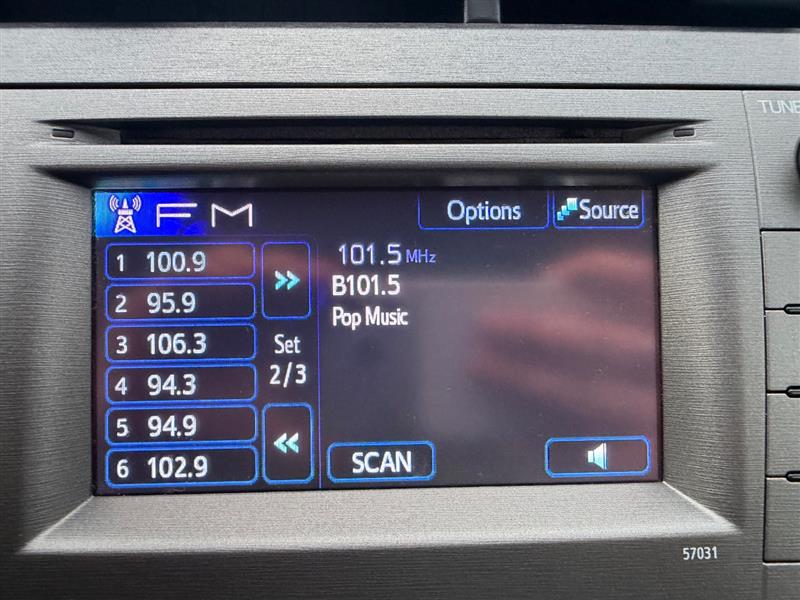 TUNE
FM
Options
Source
1 100.9
2 95.9
3 106.3
4 94.3
5 94.9
6 102.9
>>
Set
2/3
<<
101.5 MHz
B101.5
Pop Music
SCAN
57031